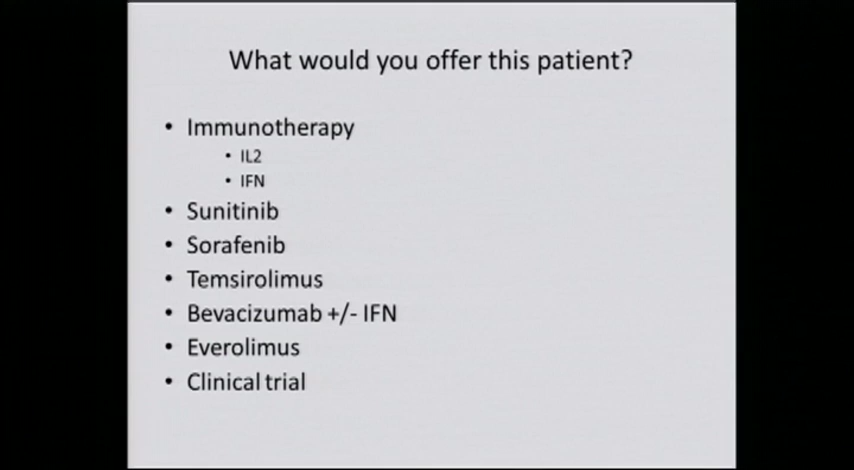 What would you offer this patient?
• Immunotherapy
• IL2
• IFN
• Sunitinib
• Sorafenib
• Temsirolimus
• Bevacizumab +/- IFN
• Everolimus
• Clinical trial